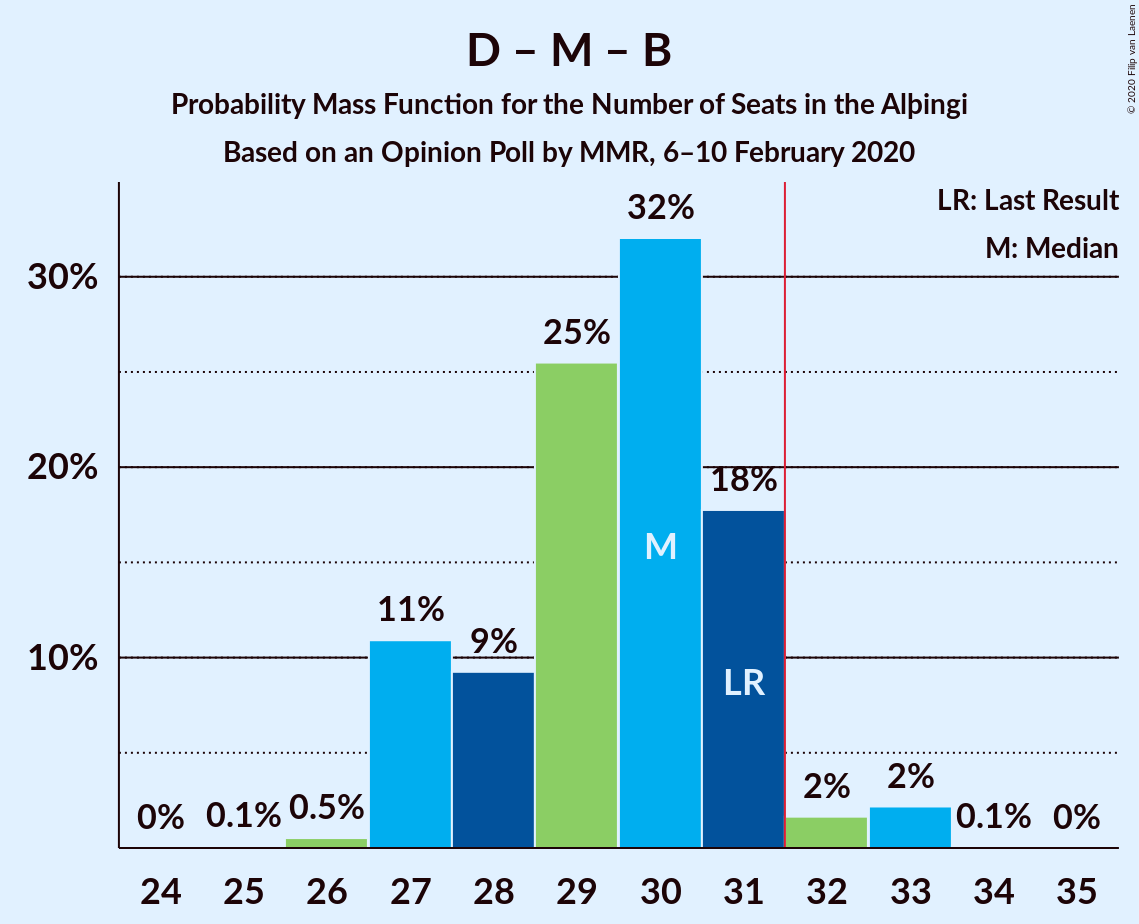 D – M – B
Probability Mass Function for the Number of Seats in the Alþingi
Based on an Opinion Poll by MMR, 6–10 February 2020
© 2020 Filip van Laenen
LR: Last Result
M: Median
30%
20%
10%
0%
0.1%
0.5%
11%
9%
25%
32%
18%
2%
2%
0.1%
0%
M
LR
24 25 26 27 28 29 30 31 32 33 34 35